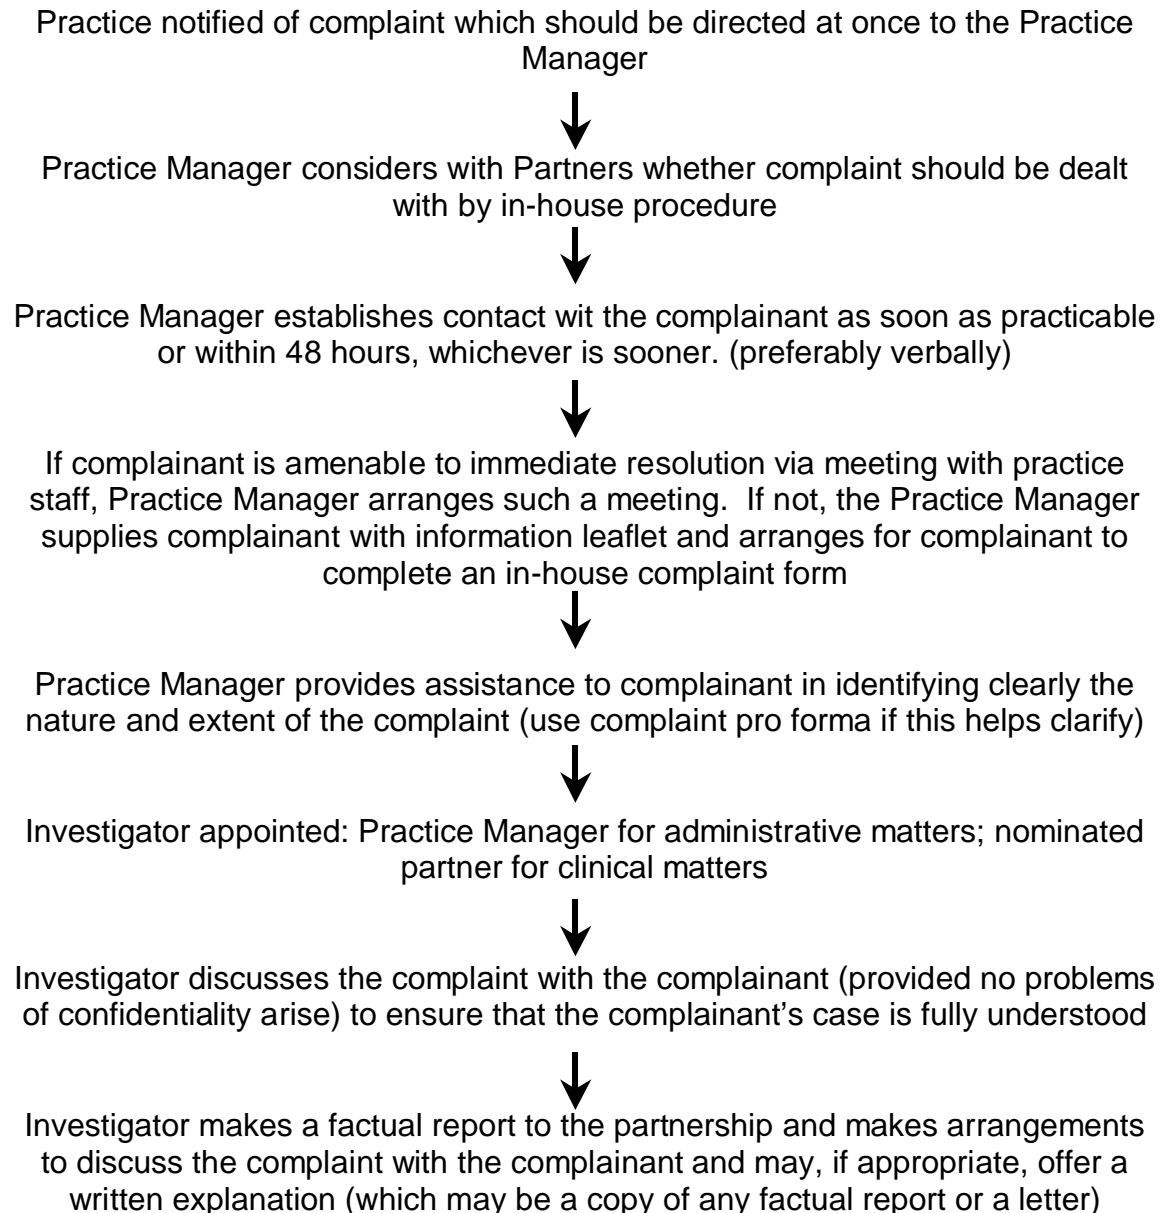 Practice notified of complaint which should be directed at once to the Practice
Manager
Practice Manager considers with Partners whether complaint should be dealt
with by in-house procedure
Practice Manager establishes contact wit the complainant as soon as practicable
or within 48 hours, whichever is sooner. (preferably verbally)
If complainant is amenable to immediate resolution via meeting with practice
staff, Practice Manager arranges such a meeting.  If not, the Practice Manager
supplies complainant with information leaflet and arranges for complainant to
complete an in-house complaint form
Practice Manager provides assistance to complainant in identifying clearly the
nature and extent of the complaint (use complaint pro forma if this helps clarify)
Investigator appointed: Practice Manager for administrative matters; nominated
partner for clinical matters
Investigator discusses the complaint with the complainant (provided no problems
of confidentiality arise) to ensure that the complainant’s case is fully understood
Investigator makes a factual report to the partnership and makes arrangements
to discuss the complaint with the complainant and may, if appropriate, offer a
written explanation (which may be a copy of any factual report or a letter)